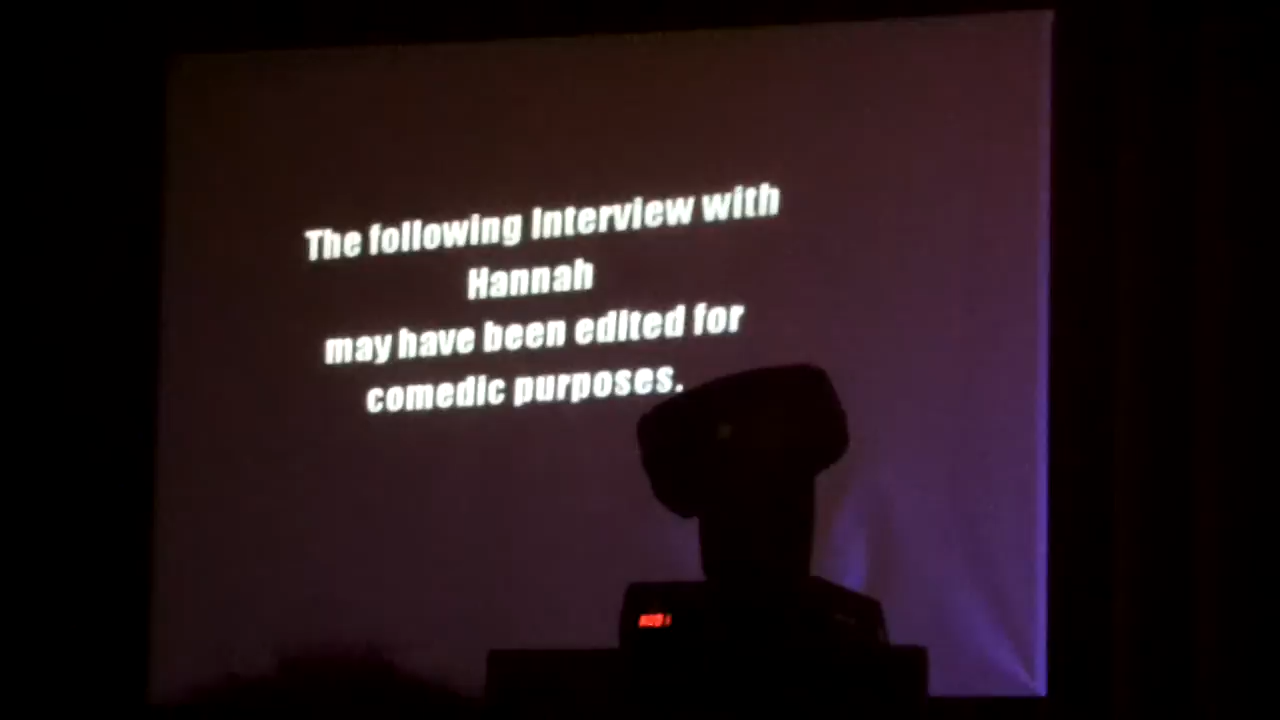 The following Interview with
Hannah
may have been edited for
comedic purposes.